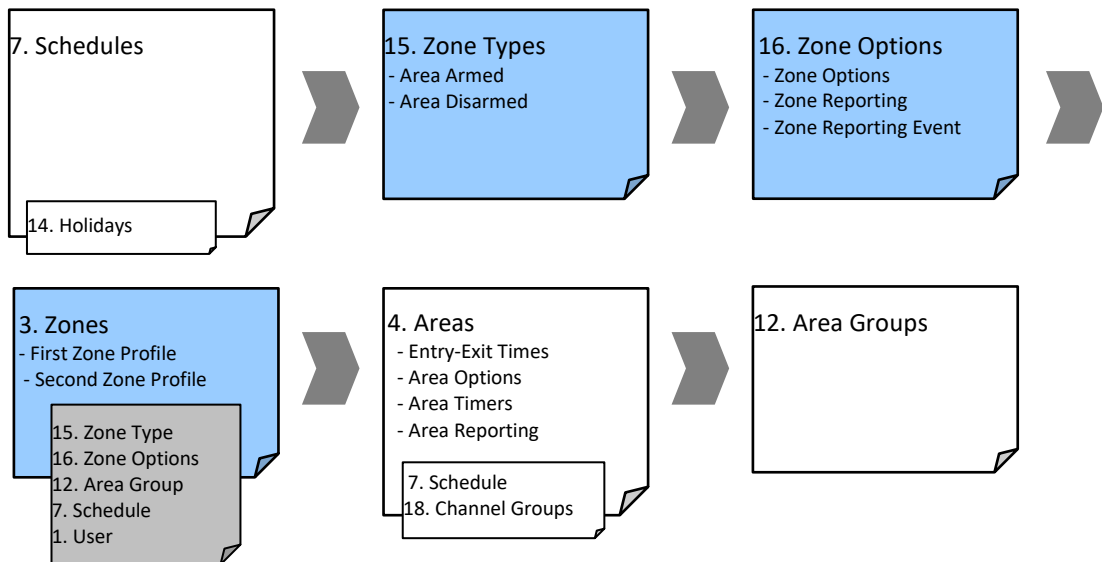 7. Schedules
14. Holidays
15. Zone Types
- Area Armed
- Area Disarmed
16. Zone Options
- Zone Options
- Zone Reporting
- Zone Reporting Event
3. Zones
- First Zone Profile
- Second Zone Profile
15. Zone Type
16. Zone Options
12. Area Group
7. Schedule
1. User
4. Areas
- Entry-Exit Times
- Area Options
- Area Timers
- Area Reporting
7. Schedule
18. Channel Groups
12. Area Groups